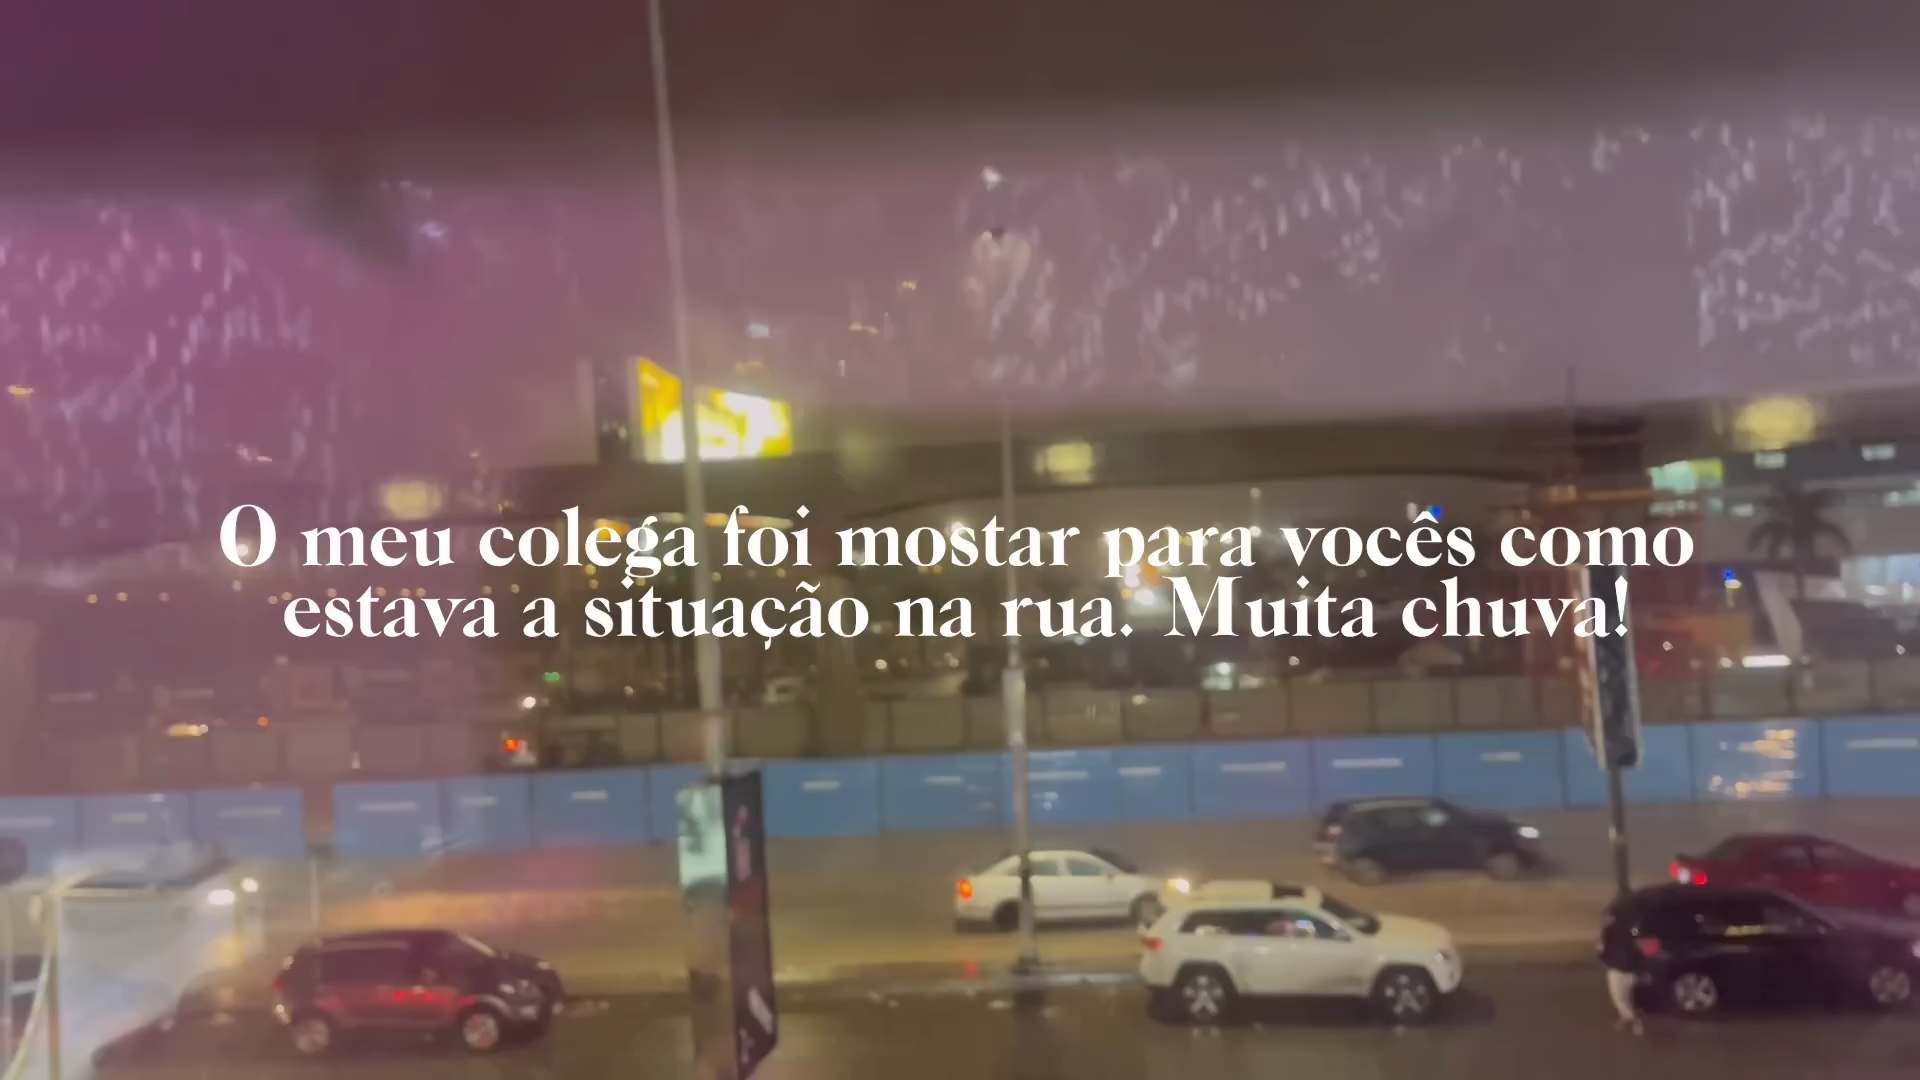 O meu colega foi mostar para vocês como
estava a situação na rua. Muita chuva!